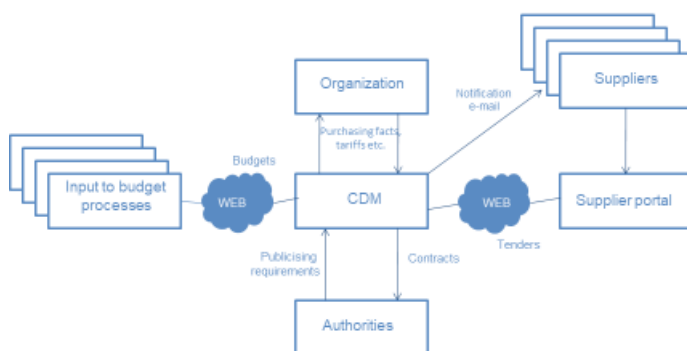 Organization
Suppliers
Notification
e-mail
Purchasing facts,
tariffs etc.
Budgets
Input to budget
processes
WEB
CDM
WEB
Supplier portal
Publicising
requirements
Contracts
Tenders
Authorities